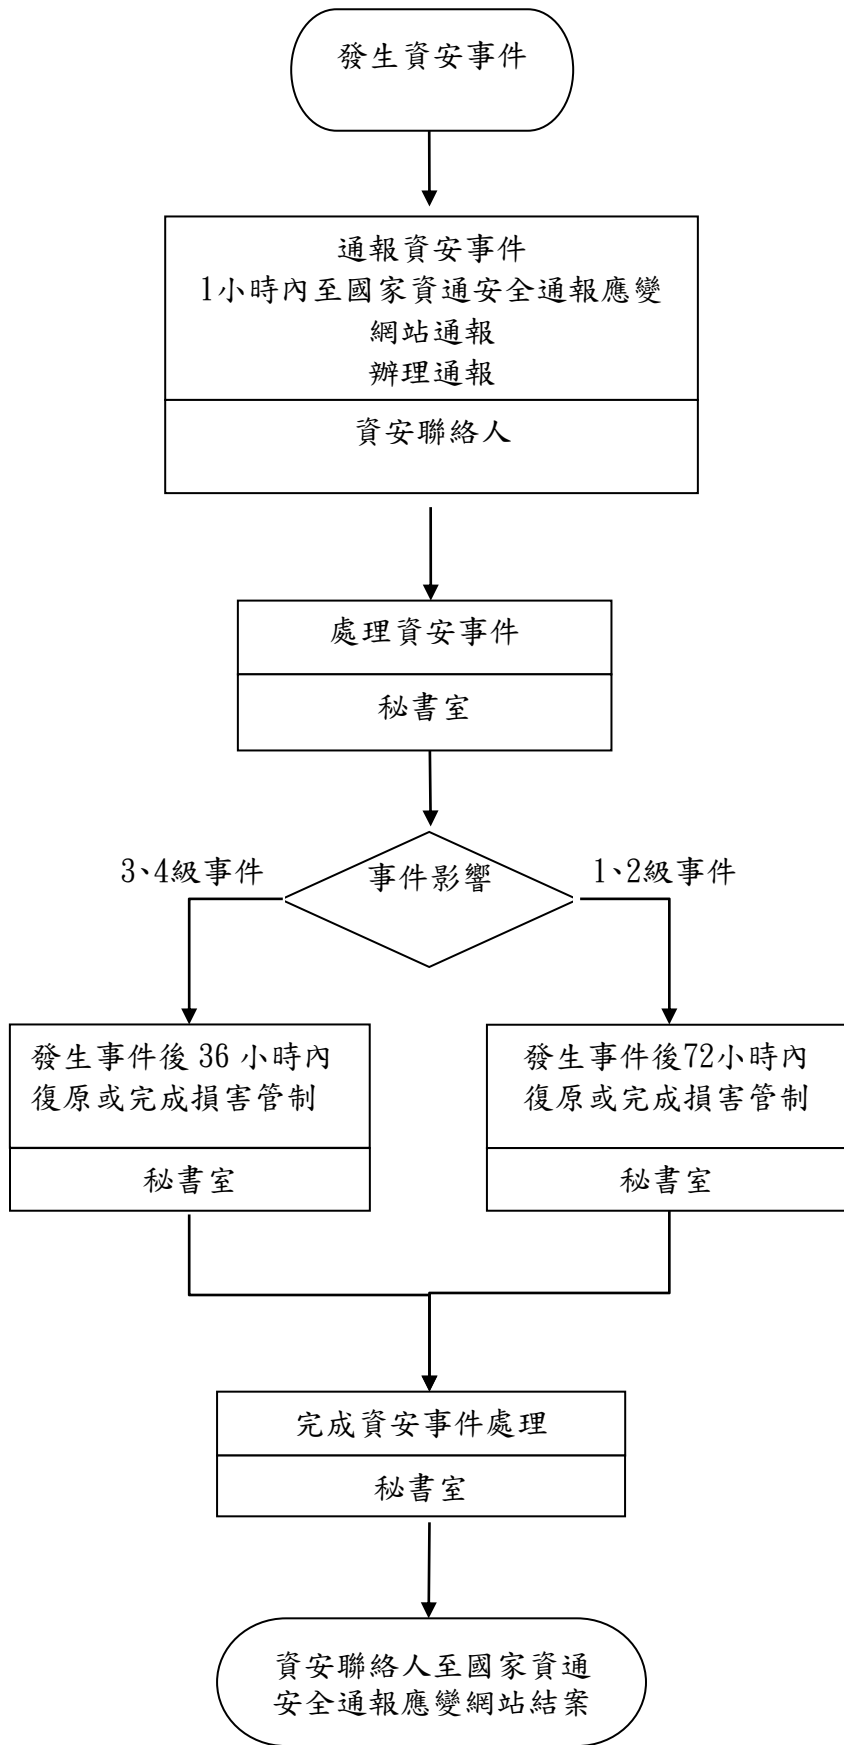 發生資安事件
通報資安事件
1小時內至國家資通安全通報應變
網站通報
辦理通報
資安聯絡人
處理資安事件
秘書室
事件影響
3、4級事件
1、2級事件
發生事件後 36 小時內
復原或完成損害管制
秘書室
發生事件後72小時內
復原或完成損害管制
秘書室
完成資安事件處理
秘書室
資安聯絡人至國家資通
安全通報應變網站結案